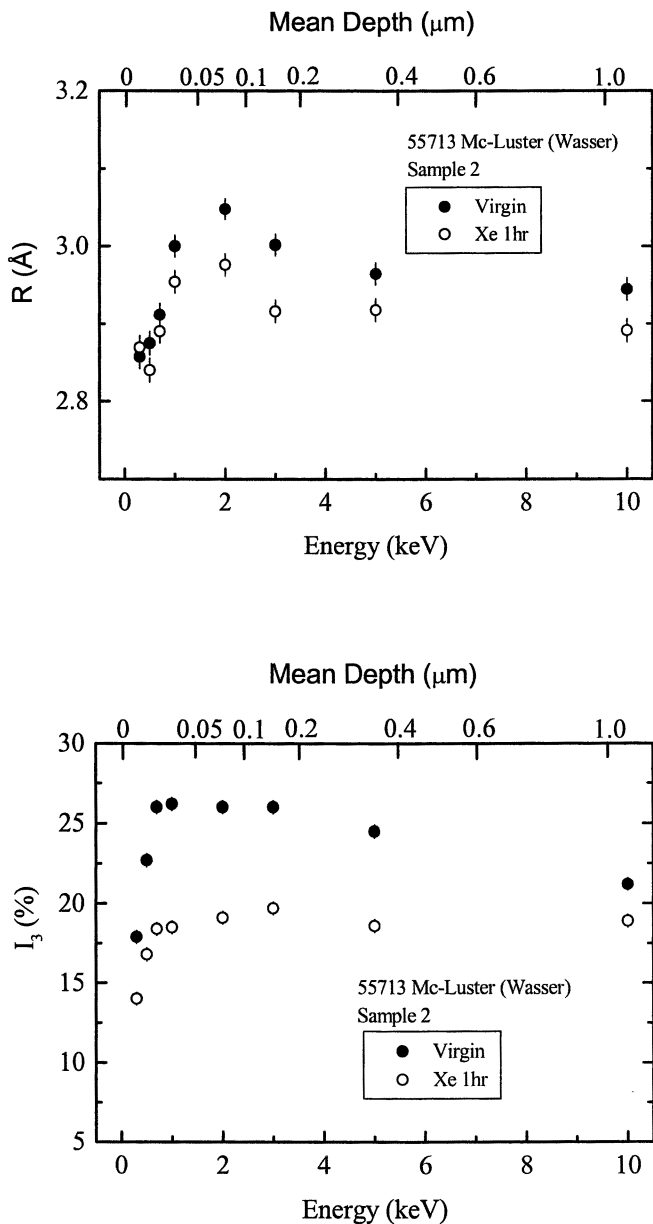 Mean Depth (μm)
0 0.05 0.1 0.2 0.4 0.6 1.0
3.2
55713 Mc-Luster (Wasser)
Sample 2
Virgin
Xe 1hr
3.0
R (Å)
2.8
0 2 4 6 8 10
Energy (keV)
Mean Depth (μm)
0 0.05 0.1 0.2 0.4 0.6 1.0
30
25
20
I₃ (%)
15
55713 Mc-Luster (Wasser)
Sample 2
Virgin
Xe 1hr
10
5
0 2 4 6 8 10
Energy (keV)